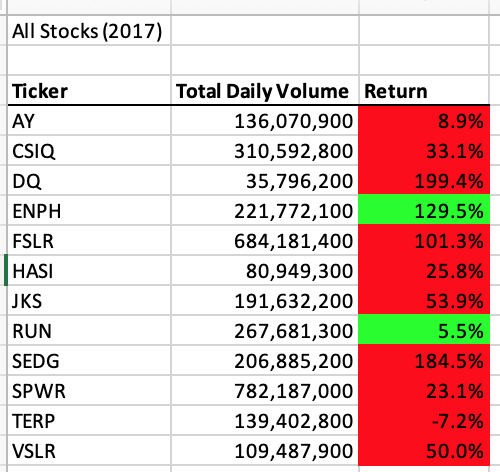 All Stocks (2017)
Ticker Total Daily Volume Return
AY 136,070,900 8.9%
CSIQ 310,592,800 33.1%
DQ 35,796,200 199.4%
ENPH 221,772,100 129.5%
FSLR 684,181,400 101.3%
HASI 80,949,300 25.8%
JKS 191,632,200 53.9%
RUN 267,681,300 5.5%
SEDG 206,885,200 184.5%
SPWR 782,187,000 23.1%
TERP 139,402,800 -7.2%
VSLR 109,487,900 50.0%